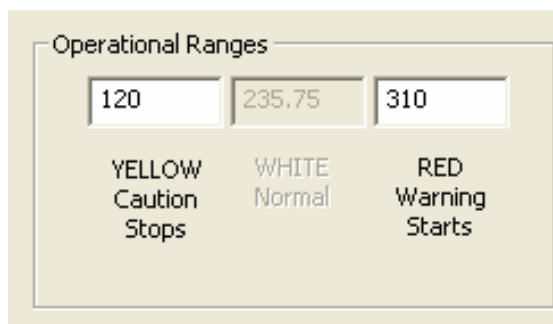 Operational Ranges
120 235.75 310
YELLOW WHITE RED
Caution Normal Warning
Stops Starts